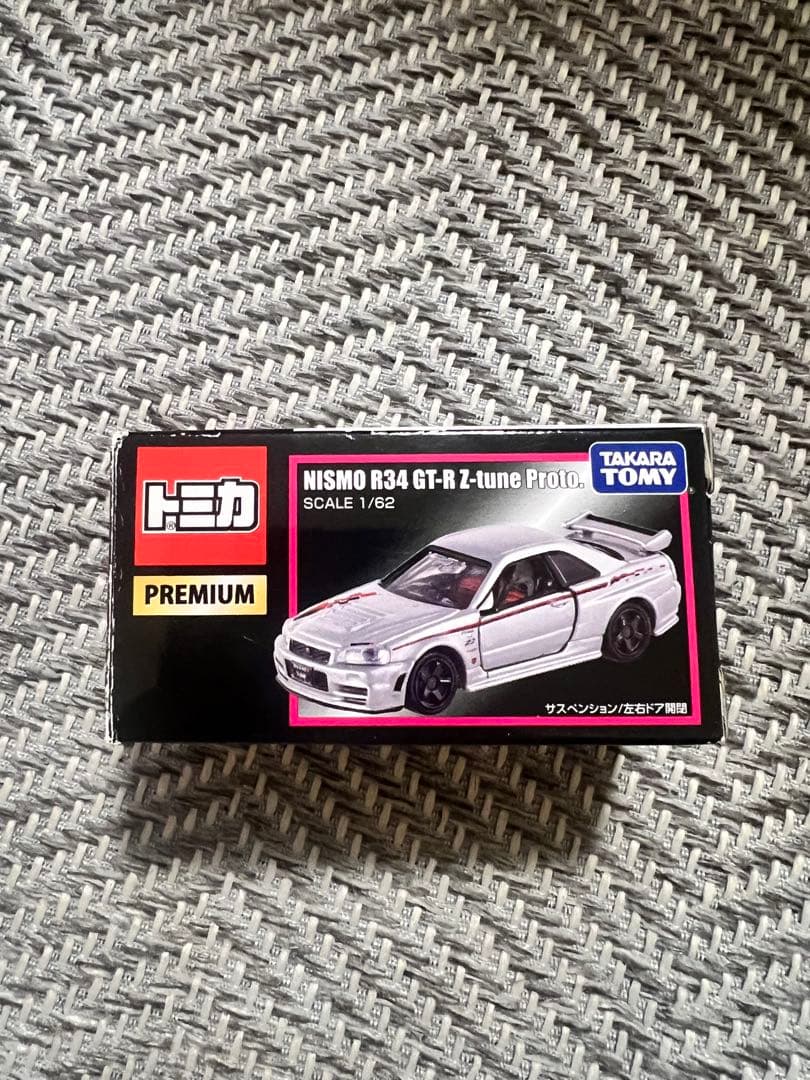 トミカ
®
PREMIUM
NISMO R34 GT-R Z-tune Proto.
SCALE 1/62
TAKARA
TOMY
サスペンション/左右ドア開閉